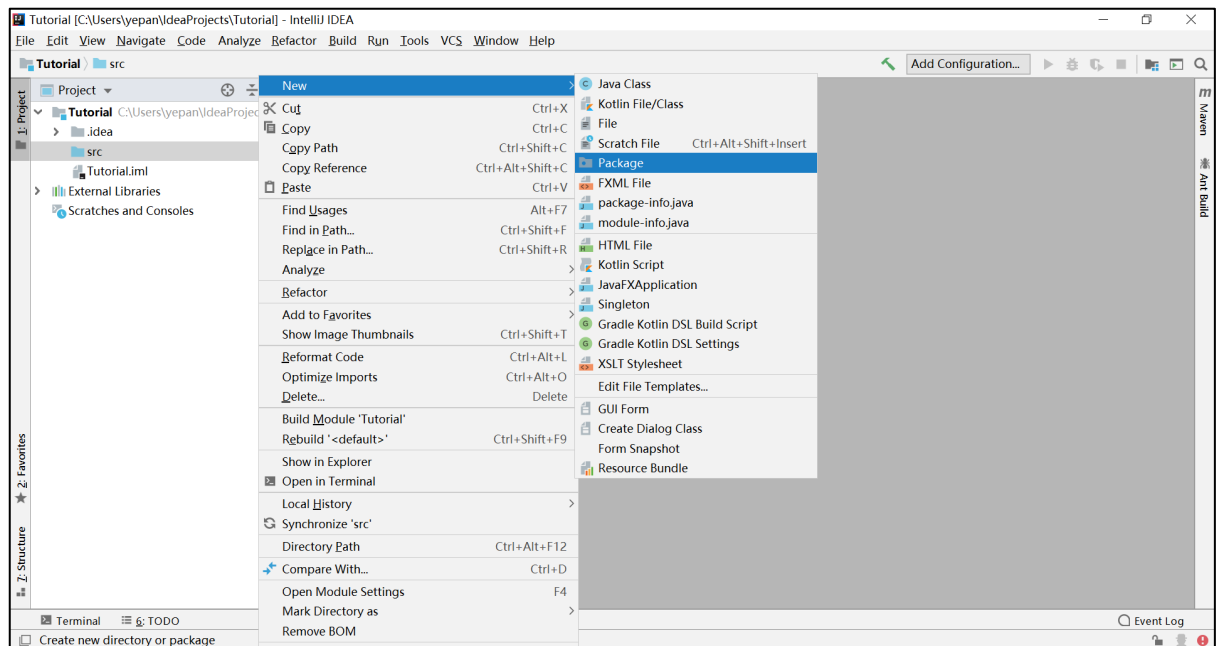 Tutorial [C:\Users\yepan\IdeaProjects\Tutorial] - IntelliJ IDEA
File Edit View Navigate Code Analyze Refactor Build Run Tools VCS Window Help
Tutorial src
Add Configuration...
1: Project
Project
Tutorial C:\Users\yepan\IdeaProjec
.idea
src
Tutorial.iml
External Libraries
Scratches and Consoles
New
Cut Ctrl+X
Copy Ctrl+C
Copy Path Ctrl+Shift+C
Copy Reference Ctrl+Alt+Shift+C
Paste Ctrl+V
Find Usages Alt+F7
Find in Path... Ctrl+Shift+F
Replace in Path... Ctrl+Shift+R
Analyze
Refactor
Add to Favorites
Show Image Thumbnails Ctrl+Shift+T
Reformat Code Ctrl+Alt+L
Optimize Imports Ctrl+Alt+O
Delete... Delete
Build Module 'Tutorial'
Rebuild '<default>' Ctrl+Shift+F9
Show in Explorer
Open in Terminal
Local History
Synchronize 'src'
Directory Path Ctrl+Alt+F12
Compare With... Ctrl+D
Open Module Settings F4
Mark Directory as
Remove BOM
Java Class
Kotlin File/Class
File
Scratch File Ctrl+Alt+Shift+Insert
Package
FXML File
package-info.java
module-info.java
HTML File
Kotlin Script
JavaFXApplication
Singleton
Gradle Kotlin DSL Build Script
Gradle Kotlin DSL Settings
XSLT Stylesheet
Edit File Templates...
GUI Form
Create Dialog Class
Form Snapshot
Resource Bundle
Maven
Ant Build
2: Favorites
7: Structure
Terminal 6: TODO
Event Log
Create new directory or package